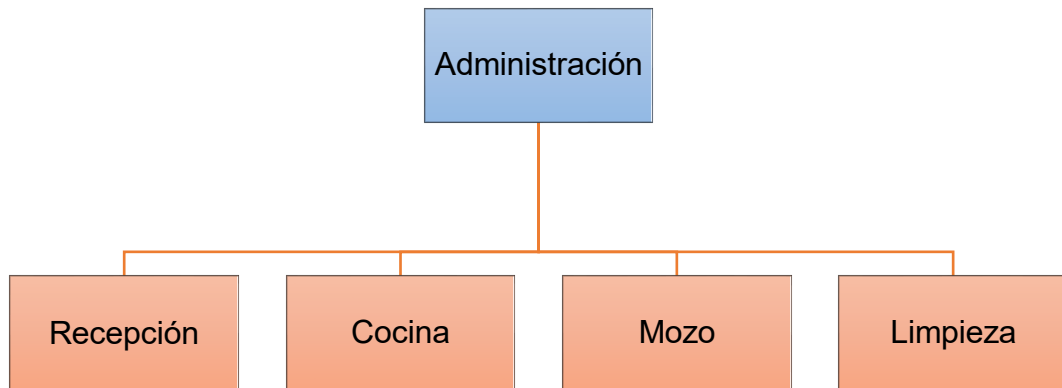 Administración
Recepción
Cocina
Mozo
Limpieza